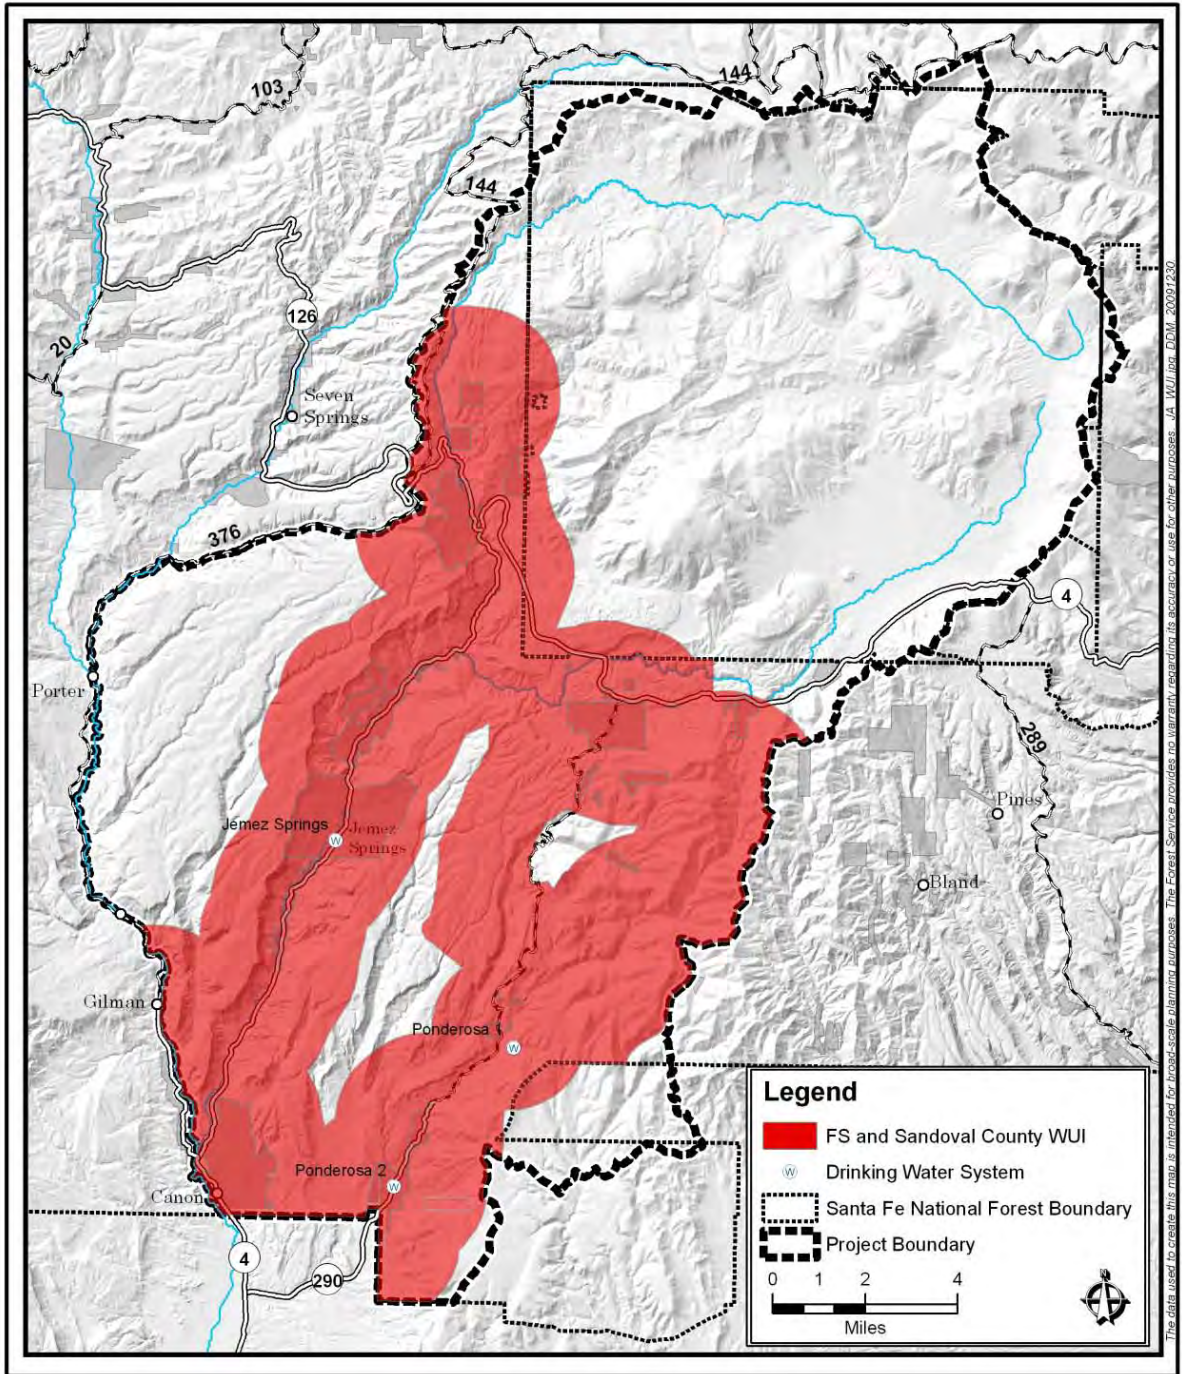 144
103
144
126
20
Seven
Springs
376
4
Porter
289
Pines
Jemez Springs
Jemez
Springs
W
Bland
Gilman
Ponderosa 1
W
Ponderosa 2
W
Canon
4
290
Legend
FS and Sandoval County WUI
W Drinking Water System
Santa Fe National Forest Boundary
Project Boundary
0 1 2 4
Miles
N
The data used to create this map is intended for broad-scale planning purposes. The Forest Service provides no warranty regarding its accuracy or use for other purposes. JA_WUI.jpg, DDM, 20091230